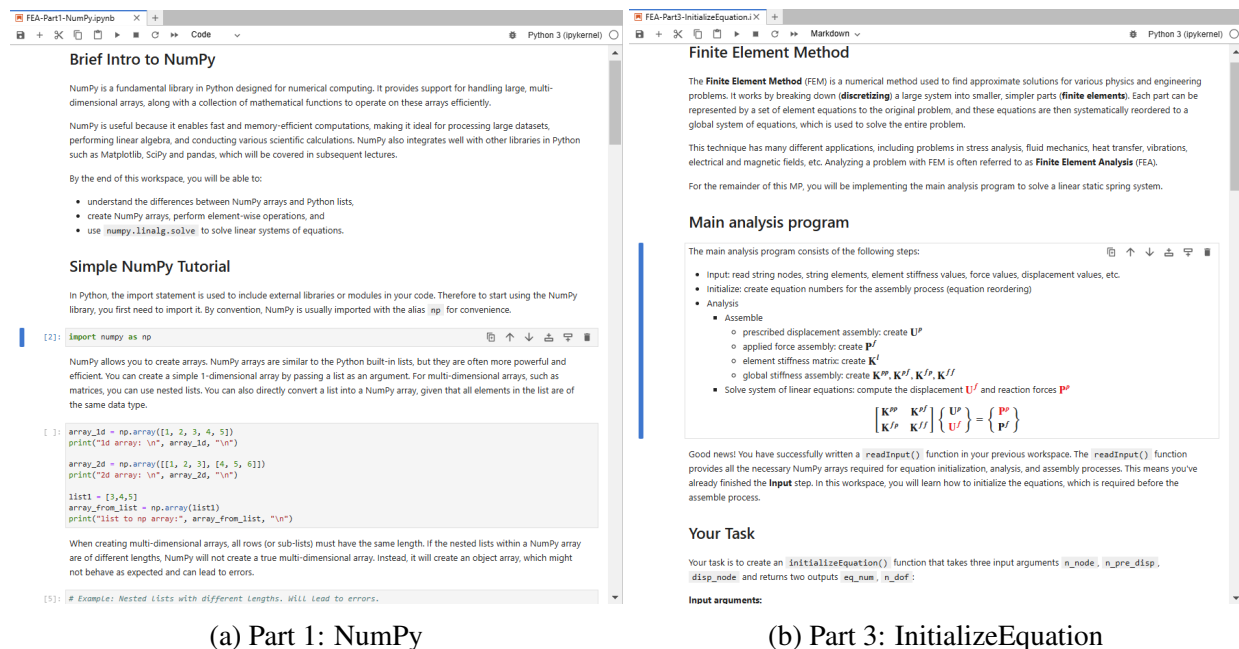 FEA-Part1-NumPy.ipynb
Code
Python 3 (ipykernel)
Brief Intro to NumPy
NumPy is a fundamental library in Python designed for numerical computing. It provides support for handling large, multi-
dimensional arrays, along with a collection of mathematical functions to operate on these arrays efficiently.
NumPy is useful because it enables fast and memory-efficient computations, making it ideal for processing large datasets,
performing linear algebra, and conducting various scientific calculations. NumPy also integrates well with other libraries in Python
such as Matplotlib, SciPy and pandas, which will be covered in subsequent lectures.
By the end of this workspace, you will be able to:
• understand the differences between NumPy arrays and Python lists,
• create NumPy arrays, perform element-wise operations, and
• use numpy.linalg.solve to solve linear systems of equations.
Simple NumPy Tutorial
In Python, the import statement is used to include external libraries or modules in your code. Therefore to start using the NumPy
library, you first need to import it. By convention, NumPy is usually imported with the alias np for convenience.
[2]: import numpy as np
NumPy allows you to create arrays. NumPy arrays are similar to the Python built-in lists, but they are often more powerful and
efficient. You can create a simple 1-dimensional array by passing a list as an argument. For multi-dimensional arrays, such as
matrices, you can use nested lists. You can also directly convert a list into a NumPy array, given that all elements in the list are of
the same data type.
[ ]: array_1d = np.array([1, 2, 3, 4, 5])
print("1d array: \n", array_1d, "\n")
array_2d = np.array([[1, 2, 3], [4, 5, 6]])
print("2d array: \n", array_2d, "\n")
list1 = [3,4,5]
array_from_list = np.array(list1)
print("list to np array:", array_from_list, "\n")
When creating multi-dimensional arrays, all rows (or sub-lists) must have the same length. If the nested lists within a NumPy array
are of different lengths, NumPy will not create a true multi-dimensional array. Instead, it will create an object array, which might
not behave as expected and can lead to errors.
[5]: # Example: Nested lists with different lengths. Will lead to errors.
(a) Part 1: NumPy
FEA-Part3-InitializeEquation.i
Markdown
Python 3 (ipykernel)
Finite Element Method
The Finite Element Method (FEM) is a numerical method used to find approximate solutions for various physics and engineering
problems. It works by breaking down (discretizing) a large system into smaller, simpler parts (finite elements). Each part can be
represented by a set of element equations to the original problem, and these equations are then systematically reordered to a
global system of equations, which is used to solve the entire problem.
This technique has many different applications, including problems in stress analysis, fluid mechanics, heat transfer, vibrations,
electrical and magnetic fields, etc. Analyzing a problem with FEM is often referred to as Finite Element Analysis (FEA).
For the remainder of this MP, you will be implementing the main analysis program to solve a linear static spring system.
Main analysis program
The main analysis program consists of the following steps:
• Input: read string nodes, string elements, element stiffness values, force values, displacement values, etc.
• Initialize: create equation numbers for the assembly process (equation reordering)
• Analysis
▪ Assemble
○ prescribed displacement assembly: create U^p
○ applied force assembly: create P^f
○ element stiffness matrix: create K^l
○ global stiffness assembly: create K^pp, K^pf, K^fp, K^ff
▪ Solve system of linear equations: compute the displacement U^f and reaction forces P^p
[K^pp K^pf] {U^p} = {P^p}
[K^fp K^ff] {U^f} {P^f}
Good news! You have successfully written a readInput() function in your previous workspace. The readInput() function
provides all the necessary NumPy arrays required for equation initialization, analysis, and assembly processes. This means you've
already finished the Input step. In this workspace, you will learn how to initialize the equations, which is required before the
assemble process.
Your Task
Your task is to create an initializeEquation() function that takes three input arguments n_node, n_pre_disp,
disp_node and returns two outputs eq_num, n_dof:
Input arguments:
(b) Part 3: InitializeEquation